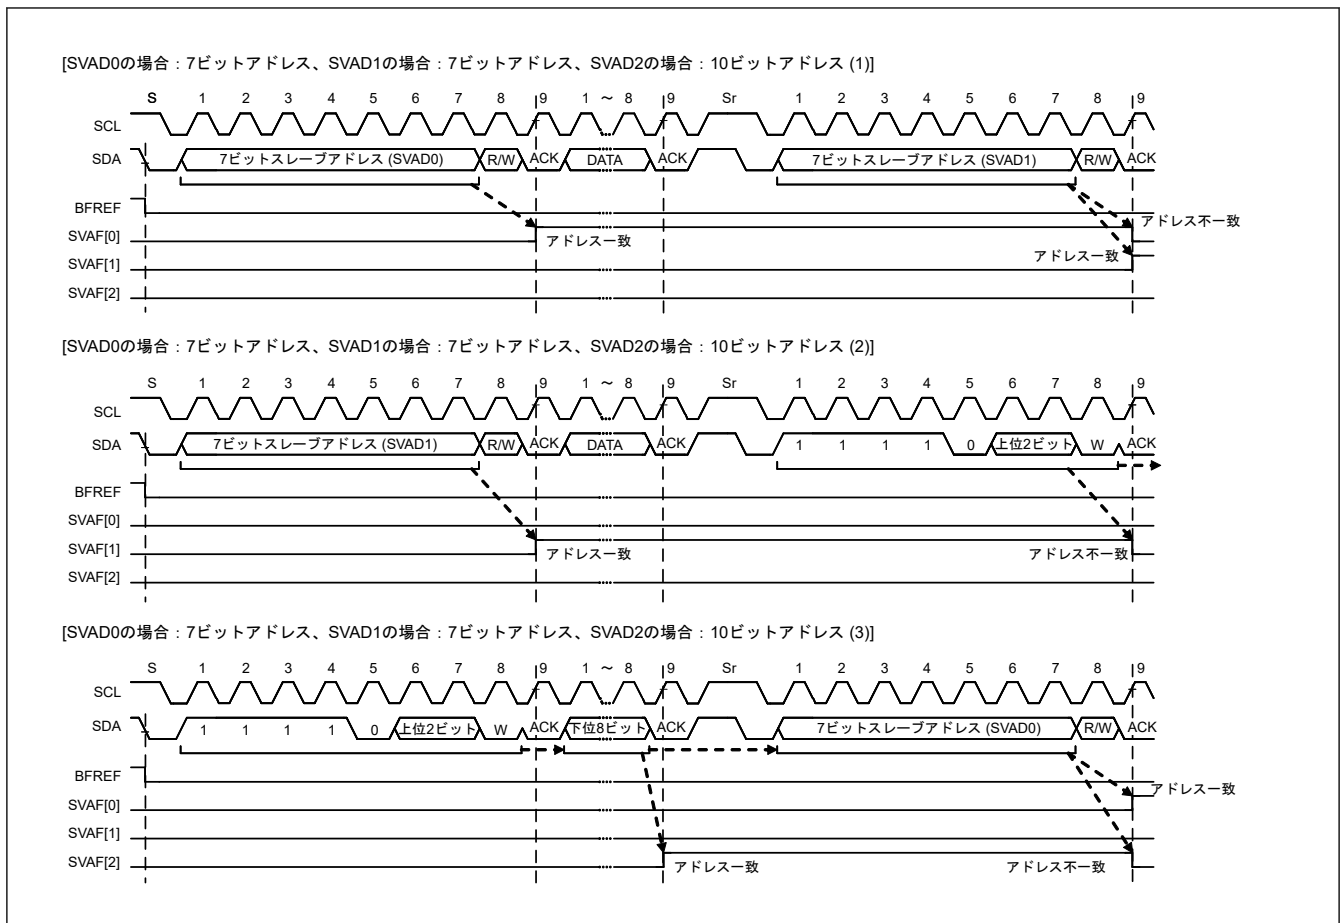 [SVAD0の場合：7ビットアドレス、SVAD1の場合：7ビットアドレス、SVAD2の場合：10ビットアドレス (1)]
S 1 2 3 4 5 6 7 8 9 1 ～ 8 9 Sr 1 2 3 4 5 6 7 8 9
SCL
SDA 7ビットスレーブアドレス (SVAD0) R/W ACK DATA ACK 7ビットスレーブアドレス (SVAD1) R/W ACK
BFREF
アドレス不一致
SVAF[0] アドレス一致
アドレス一致
SVAF[1]
SVAF[2]
[SVAD0の場合：7ビットアドレス、SVAD1の場合：7ビットアドレス、SVAD2の場合：10ビットアドレス (2)]
S 1 2 3 4 5 6 7 8 9 1 ～ 8 9 Sr 1 2 3 4 5 6 7 8 9
SCL
SDA 7ビットスレーブアドレス (SVAD1) R/W ACK DATA ACK 1 1 1 1 0 上位2ビット W ACK
BFREF
SVAF[0]
SVAF[1] アドレス一致 アドレス不一致
SVAF[2]
[SVAD0の場合：7ビットアドレス、SVAD1の場合：7ビットアドレス、SVAD2の場合：10ビットアドレス (3)]
S 1 2 3 4 5 6 7 8 9 1 ～ 8 9 Sr 1 2 3 4 5 6 7 8 9
SCL
SDA 1 1 1 1 0 上位2ビット W ACK 下位8ビット ACK 7ビットスレーブアドレス (SVAD0) R/W ACK
BFREF
アドレス一致
SVAF[0]
SVAF[1]
SVAF[2] アドレス一致 アドレス不一致